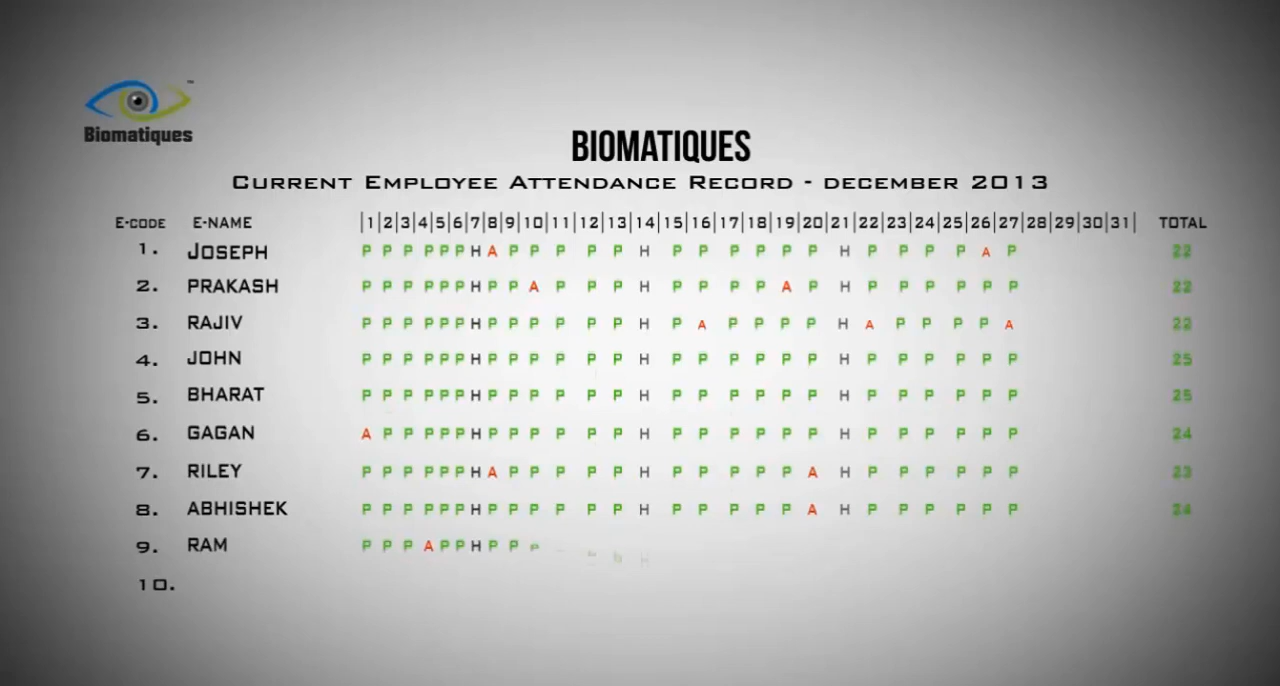 ™
Biomatiques
BIOMATIQUES
CURRENT EMPLOYEE ATTENDANCE RECORD - DECEMBER 2013
E-CODE E-NAME |1|2|3|4|5|6|7|8|9|10|11|12|13|14|15|16|17|18|19|20|21|22|23|24|25|26|27|28|29|30|31| TOTAL
1. JOSEPH P P P P P P H A P P P P P H P P P P P P H P P P P A P 22
2. PRAKASH P P P P P P H P P A P P P H P P P P A P H P P P P P P 22
3. RAJIV P P P P P P H P P P P P P H P A P P P P H A P P P P A 22
4. JOHN P P P P P P H P P P P P P H P P P P P P H P P P P P P 25
5. BHARAT P P P P P P H P P P P P P H P P P P P P H P P P P P P 25
6. GAGAN A P P P P P H P P P P P P H P P P P P P H P P P P P P 24
7. RILEY P P P P P P H A P P P P P H P P P P P A H P P P P P P 23
8. ABHISHEK P P P P P P H P P P P P P H P P P P P A H P P P P P P 24
9. RAM P P P A P P H P P P
10.